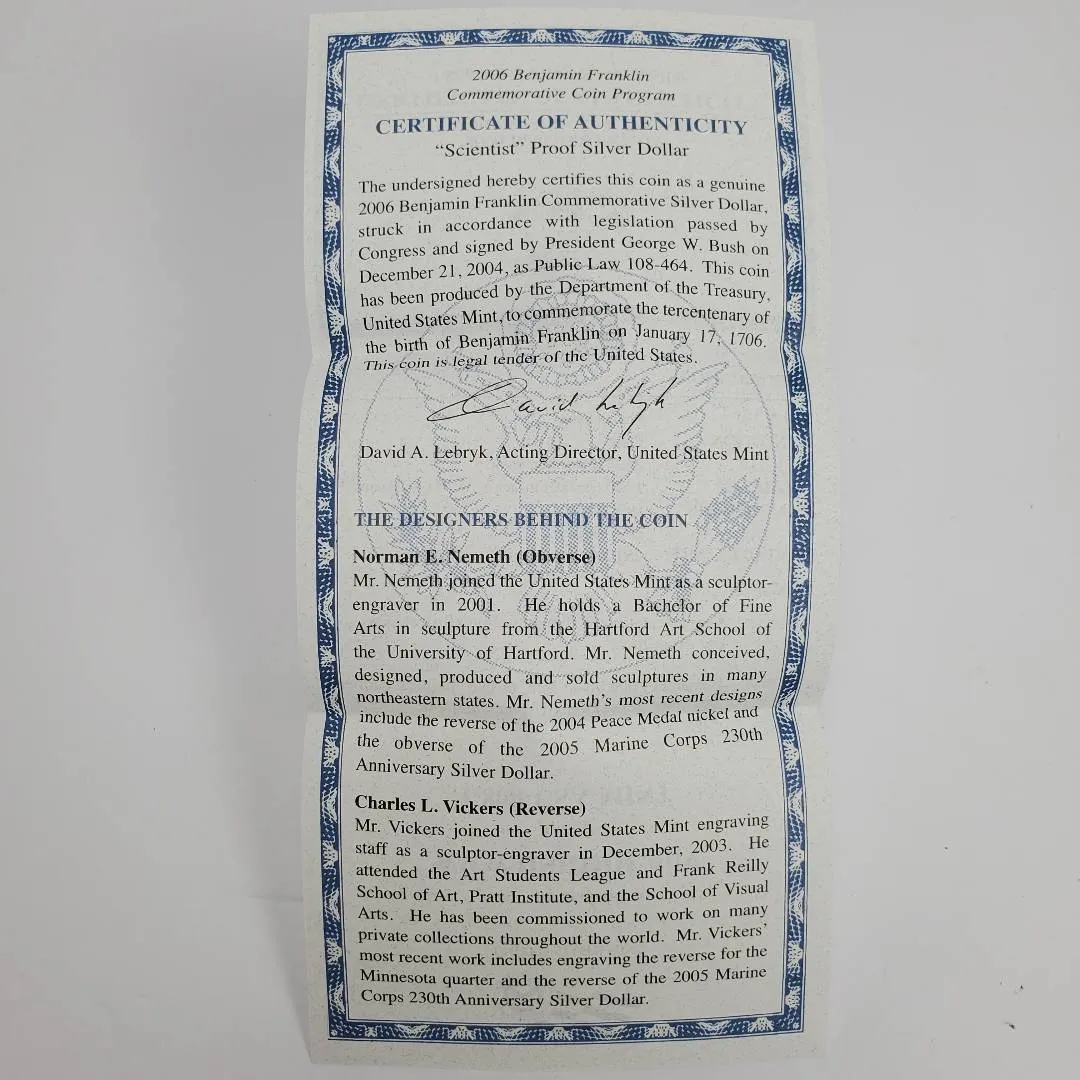 2006 Benjamin Franklin
Commemorative Coin Program
CERTIFICATE OF AUTHENTICITY
“Scientist” Proof Silver Dollar
The undersigned hereby certifies this coin as a genuine
2006 Benjamin Franklin Commemorative Silver Dollar,
struck in accordance with legislation passed by
Congress and signed by President George W. Bush on
December 21, 2004, as Public Law 108-464. This coin
has been produced by the Department of the Treasury,
United States Mint, to commemorate the tercentenary of
the birth of Benjamin Franklin on January 17, 1706.
This coin is legal tender of the United States.
David A. Lebryk
David A. Lebryk, Acting Director, United States Mint
THE DESIGNERS BEHIND THE COIN
Norman E. Nemeth (Obverse)
Mr. Nemeth joined the United States Mint as a sculptor-
engraver in 2001. He holds a Bachelor of Fine
Arts in sculpture from the Hartford Art School of
the University of Hartford. Mr. Nemeth conceived,
designed, produced and sold sculptures in many
northeastern states. Mr. Nemeth's most recent designs
include the reverse of the 2004 Peace Medal nickel and
the obverse of the 2005 Marine Corps 230th
Anniversary Silver Dollar.
Charles L. Vickers (Reverse)
Mr. Vickers joined the United States Mint engraving
staff as a sculptor-engraver in December, 2003. He
attended the Art Students League and Frank Reilly
School of Art, Pratt Institute, and the School of Visual
Arts. He has been commissioned to work on many
private collections throughout the world. Mr. Vickers'
most recent work includes engraving the reverse for the
Minnesota quarter and the reverse of the 2005 Marine
Corps 230th Anniversary Silver Dollar.